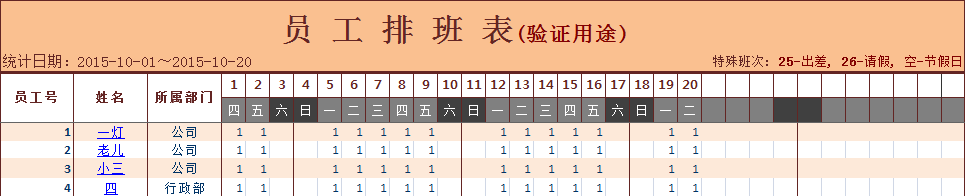 员 工 排 班 表(验证用途)
统计日期：2015-10-01～2015-10-20 特殊班次：25-出差, 26-请假, 空-节假日
员工号 姓名 所属部门 1 2 3 4 5 6 7 8 9 10 11 12 13 14 15 16 17 18 19 20
四 五 六 日 一 二 三 四 五 六 日 一 二 三 四 五 六 日 一 二
1 一灯 公司 1 1 1 1 1 1 1 1 1 1 1 1 1 1
2 老儿 公司 1 1 1 1 1 1 1 1 1 1 1 1 1 1
3 小三 公司 1 1 1 1 1 1 1 1 1 1 1 1 1 1
4 四 行政部 1 1 1 1 1 1 1 1 1 1 1 1 1 1